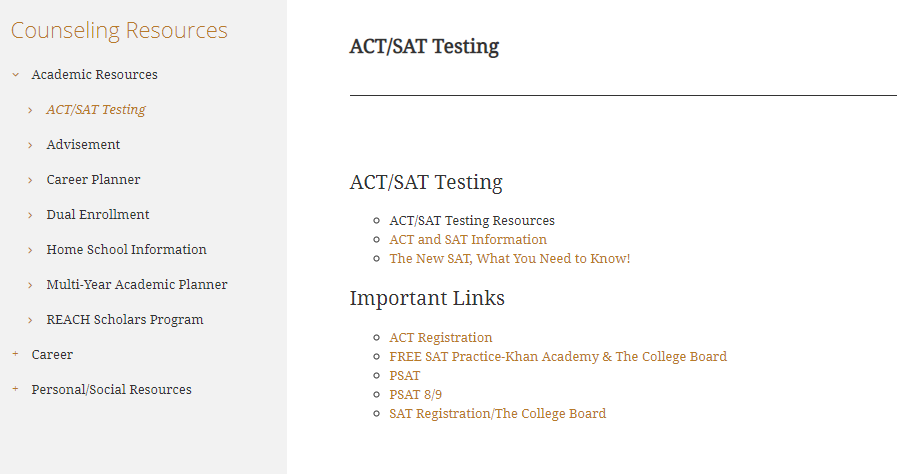 Counseling Resources
Academic Resources
ACT/SAT Testing
Advisement
Career Planner
Dual Enrollment
Home School Information
Multi-Year Academic Planner
REACH Scholars Program
Career
Personal/Social Resources
ACT/SAT Testing
ACT/SAT Testing
ACT/SAT Testing Resources
ACT and SAT Information
The New SAT, What You Need to Know!
Important Links
ACT Registration
FREE SAT Practice-Khan Academy & The College Board
PSAT
PSAT 8/9
SAT Registration/The College Board